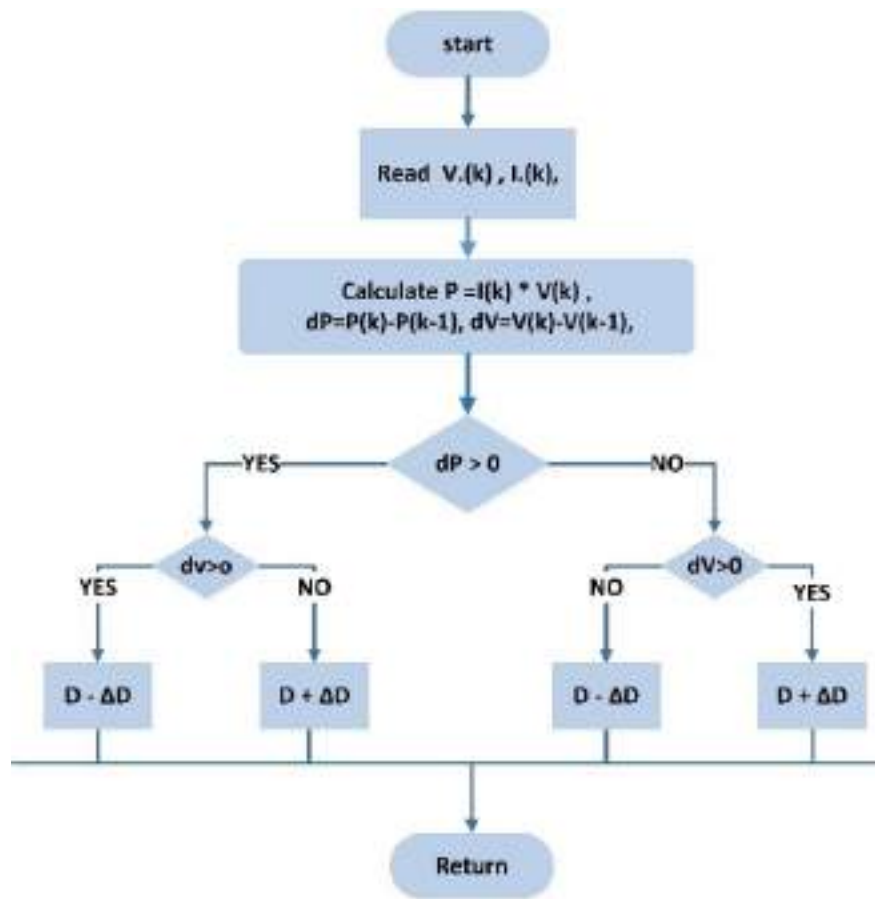 start
Read V.(k) , I.(k),
Calculate P =I(k) * V(k) ,
dP=P(k)-P(k-1), dV=V(k)-V(k-1),
dP > 0
YES
NO
dv>o
dV>0
YES
NO
NO
YES
D - ΔD
D + ΔD
D - ΔD
D + ΔD
Return